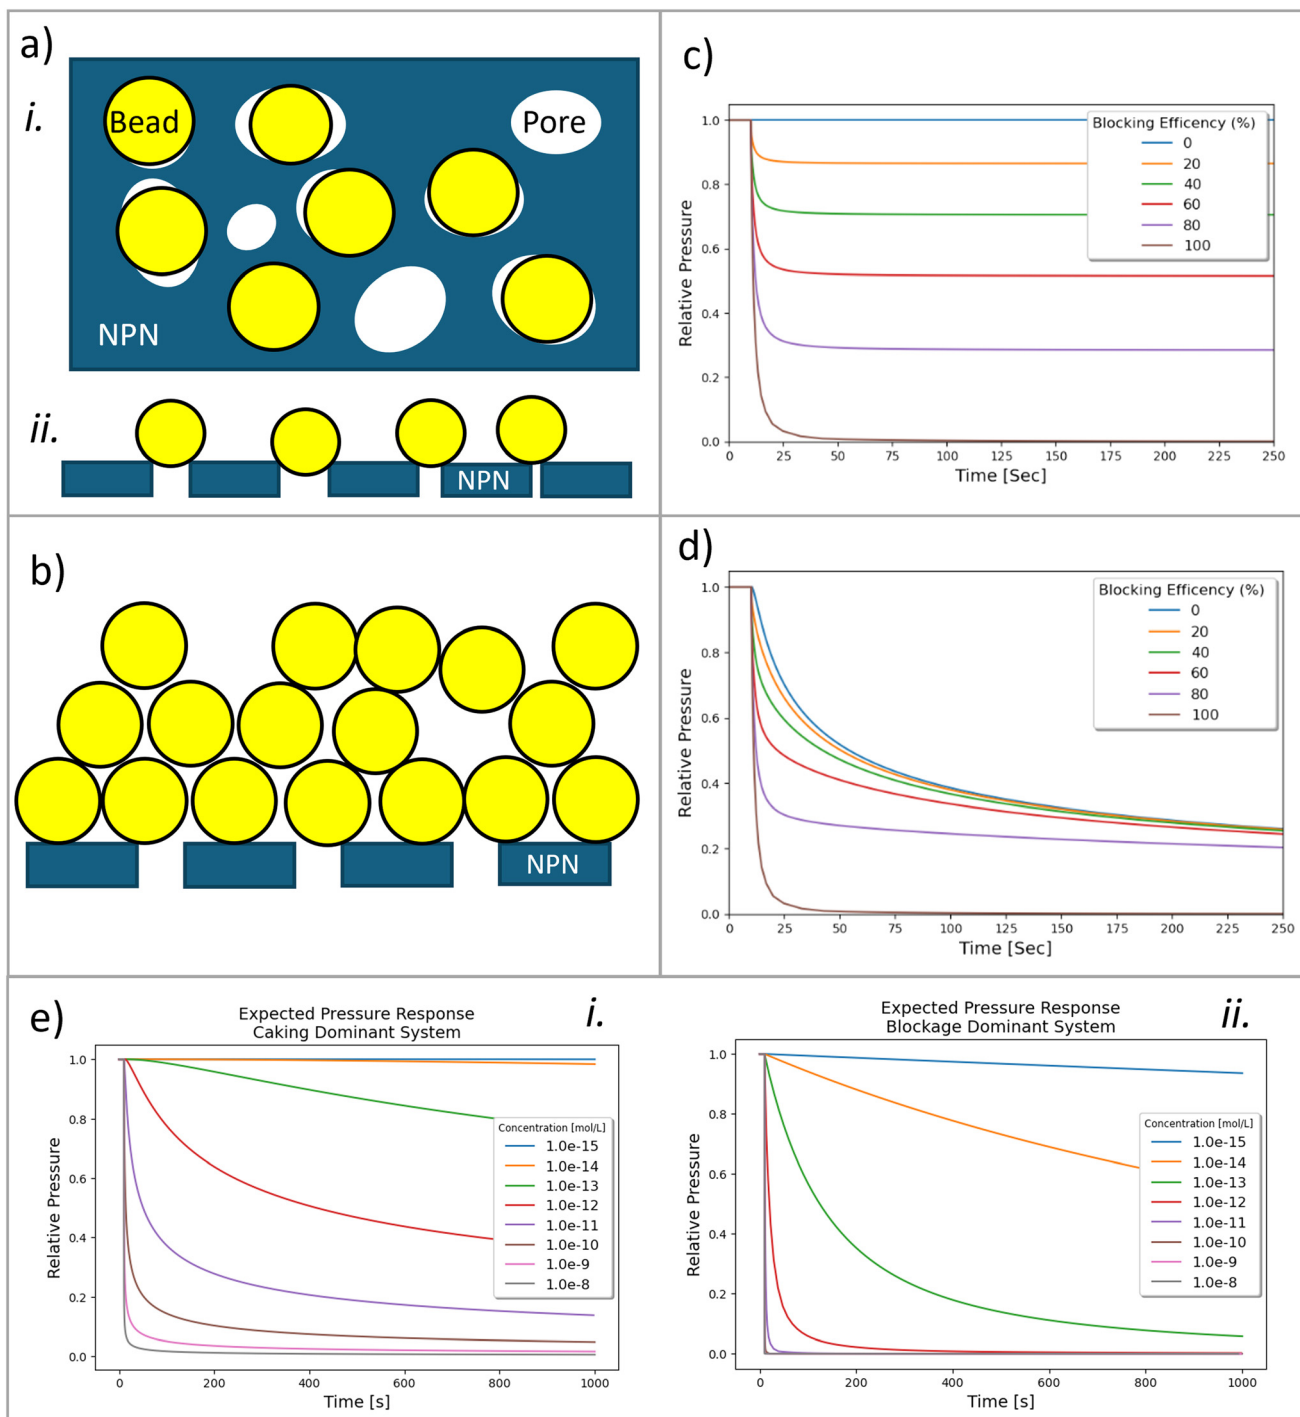 a)
i.
Bead
Pore
NPN
ii.
NPN
b)
NPN
c)
Relative Pressure
1.0
0.8
0.6
0.4
0.2
0.0
0 25 50 75 100 125 150 175 200 225 250
Time [Sec]
Blocking Efficency (%)
0
20
40
60
80
100
d)
Relative Pressure
1.0
0.8
0.6
0.4
0.2
0.0
0 25 50 75 100 125 150 175 200 225 250
Time [Sec]
Blocking Efficency (%)
0
20
40
60
80
100
e)
i.
Expected Pressure Response
Caking Dominant System
Relative Pressure
1.0
0.8
0.6
0.4
0.2
0.0
0 200 400 600 800 1000
Time [s]
Concentration [mol/L]
1.0e-15
1.0e-14
1.0e-13
1.0e-12
1.0e-11
1.0e-10
1.0e-9
1.0e-8
ii.
Expected Pressure Response
Blockage Dominant System
Relative Pressure
1.0
0.8
0.6
0.4
0.2
0.0
0 200 400 600 800 1000
Time [s]
Concentration [mol/L]
1.0e-15
1.0e-14
1.0e-13
1.0e-12
1.0e-11
1.0e-10
1.0e-9
1.0e-8